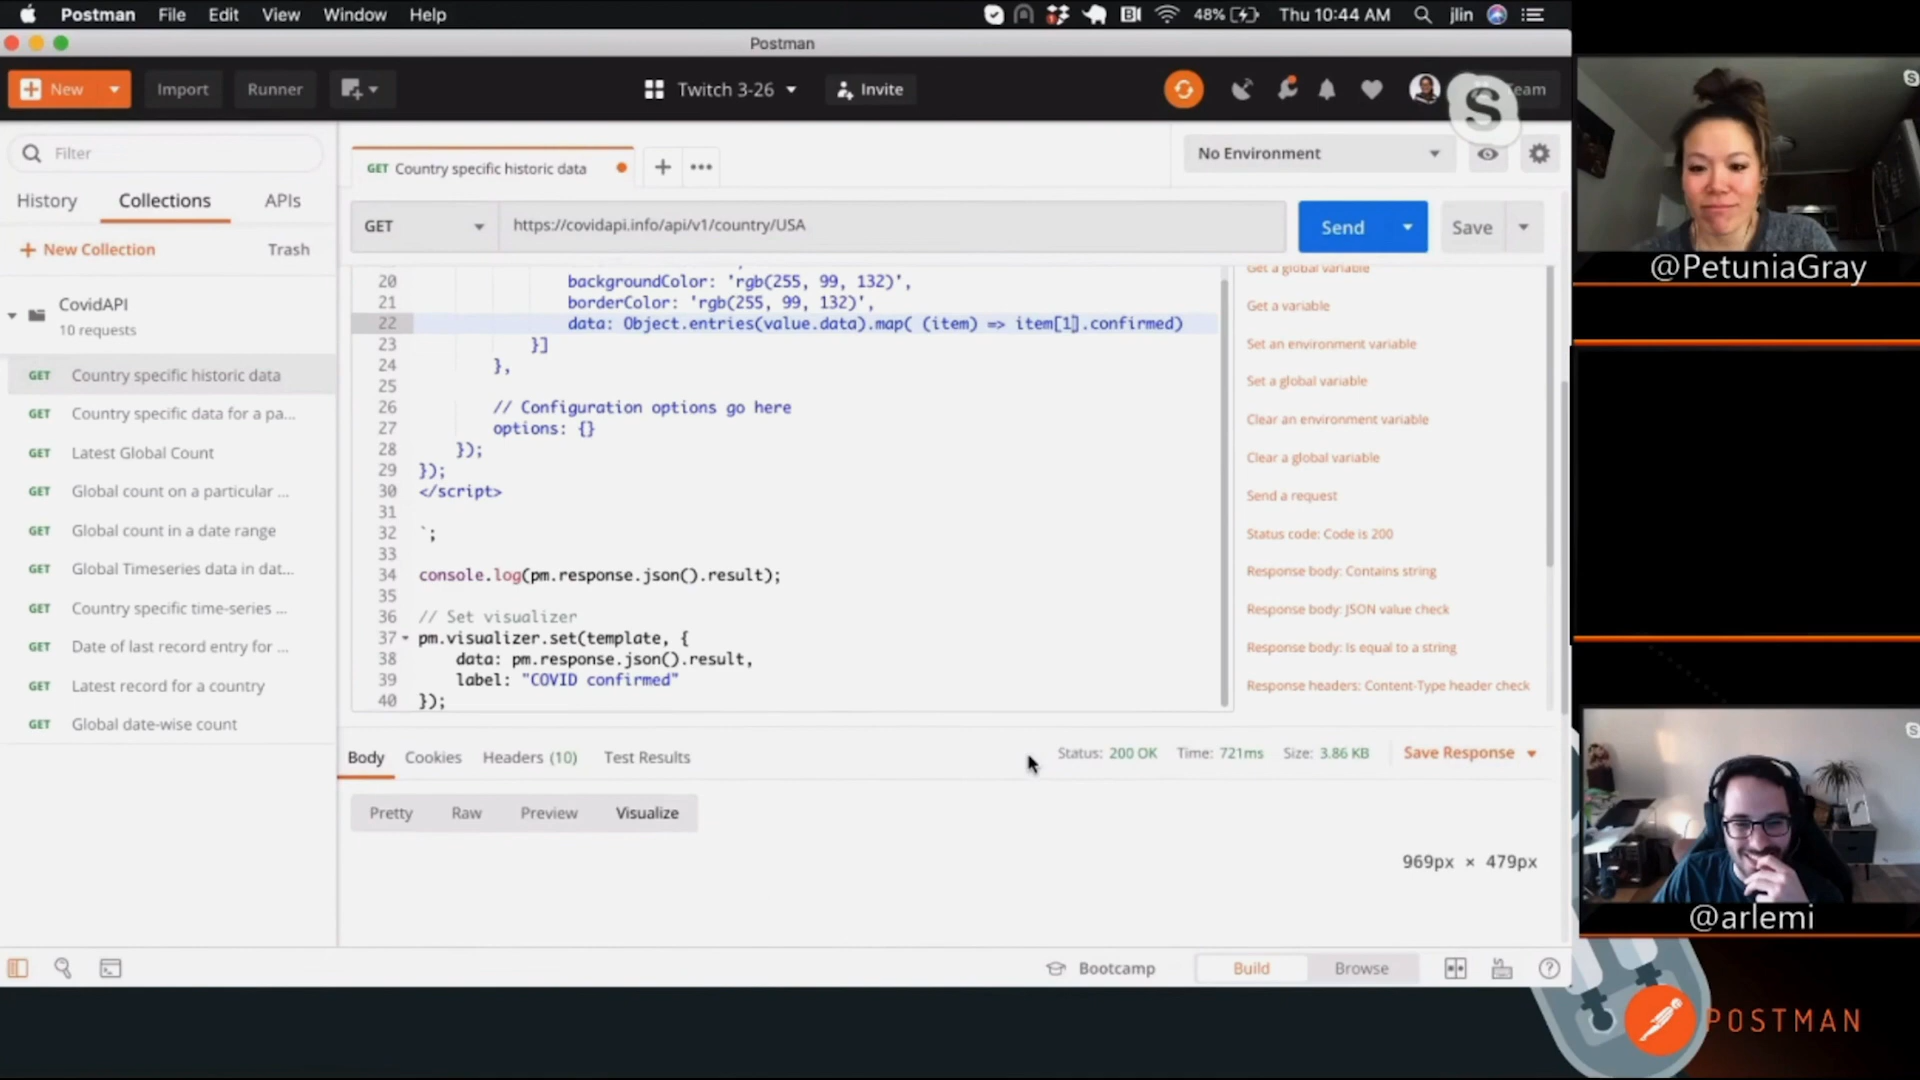 Postman File Edit View Window Help
48% Thu 10:44 AM jlin
Postman
New Import Runner Twitch 3-26 Invite
S
Filter
History Collections APIs
+ New Collection Trash
CovidAPI
10 requests
GET Country specific historic data
GET Country specific data for a pa...
GET Latest Global Count
GET Global count on a particular ...
GET Global count in a date range
GET Global Timeseries data in dat...
GET Country specific time-series ...
GET Date of last record entry for ...
GET Latest record for a country
GET Global date-wise count
GET Country specific historic data
+ •••
No Environment
GET https://covidapi.info/api/v1/country/USA
Send Save
20 backgroundColor: 'rgb(255, 99, 132)',
21 borderColor: 'rgb(255, 99, 132)',
22 data: Object.entries(value.data).map( (item) => item[1].confirmed)
23 }]
24 },
25
26 // Configuration options go here
27 options: {}
28 });
29 });
30 </script>
31
32 `;
33
34 console.log(pm.response.json().result);
35
36 // Set visualizer
37 pm.visualizer.set(template, {
38 data: pm.response.json().result,
39 label: "COVID confirmed"
40 });
Get a global variable
Get a variable
Set an environment variable
Set a global variable
Clear an environment variable
Clear a global variable
Send a request
Status code: Code is 200
Response body: Contains string
Response body: JSON value check
Response body: Is equal to a string
Response headers: Content-Type header check
Body Cookies Headers (10) Test Results
Status: 200 OK Time: 721ms Size: 3.86 KB Save Response
Pretty Raw Preview Visualize
969px × 479px
Bootcamp Build Browse
@PetuniaGray
@arlemi
POSTMAN